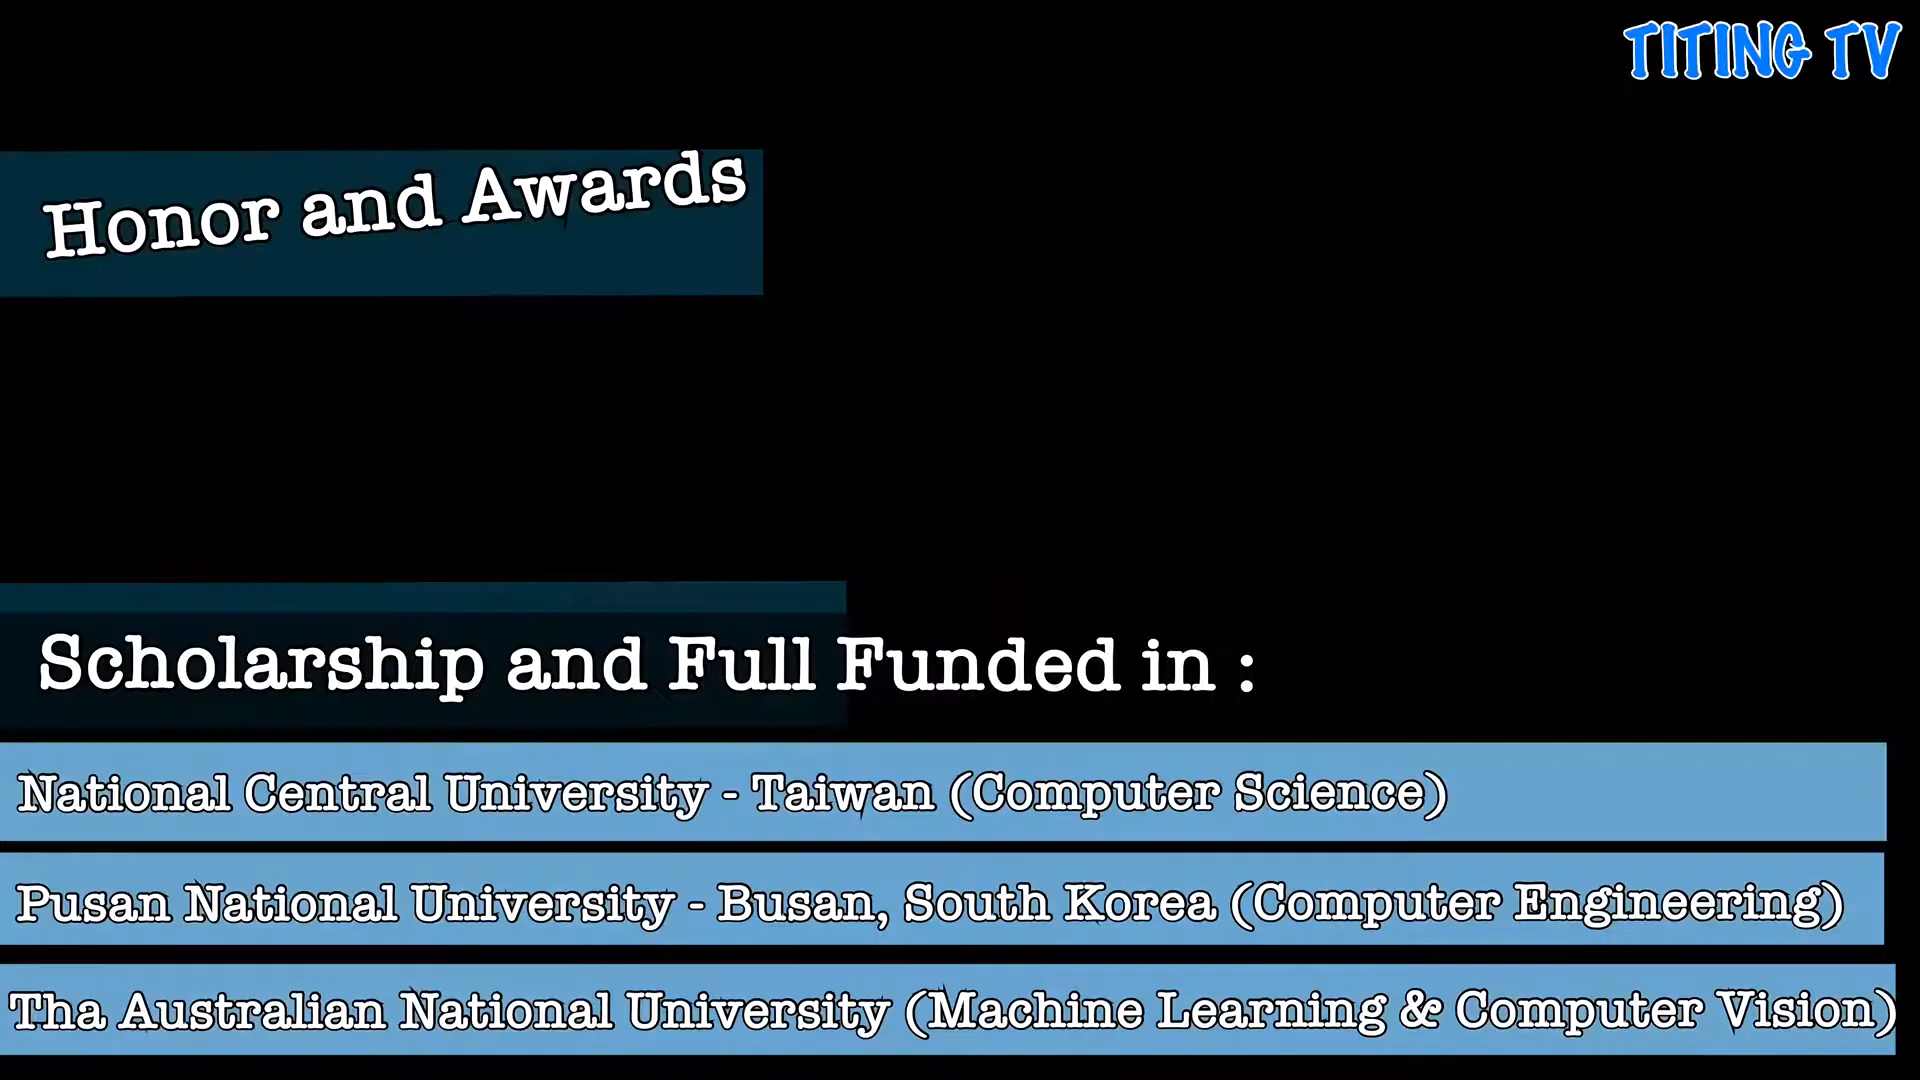 TITING TV
Honor and Awards
Scholarship and Full Funded in :
National Central University - Taiwan (Computer Science)
Pusan National University - Busan, South Korea (Computer Engineering)
Tha Australian National University (Machine Learning & Computer Vision)